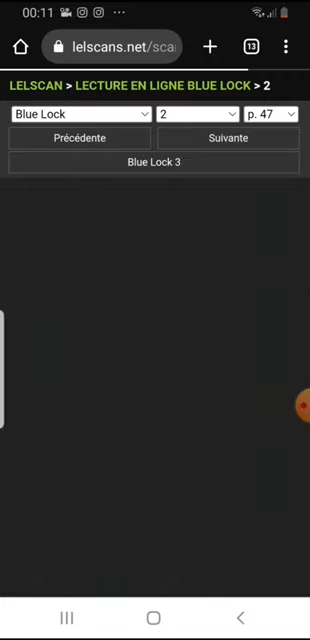 00:11 ...
lelscans.net/sca 13
LELSCAN > LECTURE EN LIGNE BLUE LOCK > 2
Blue Lock 2 p. 47
Précédente Suivante
Blue Lock 3